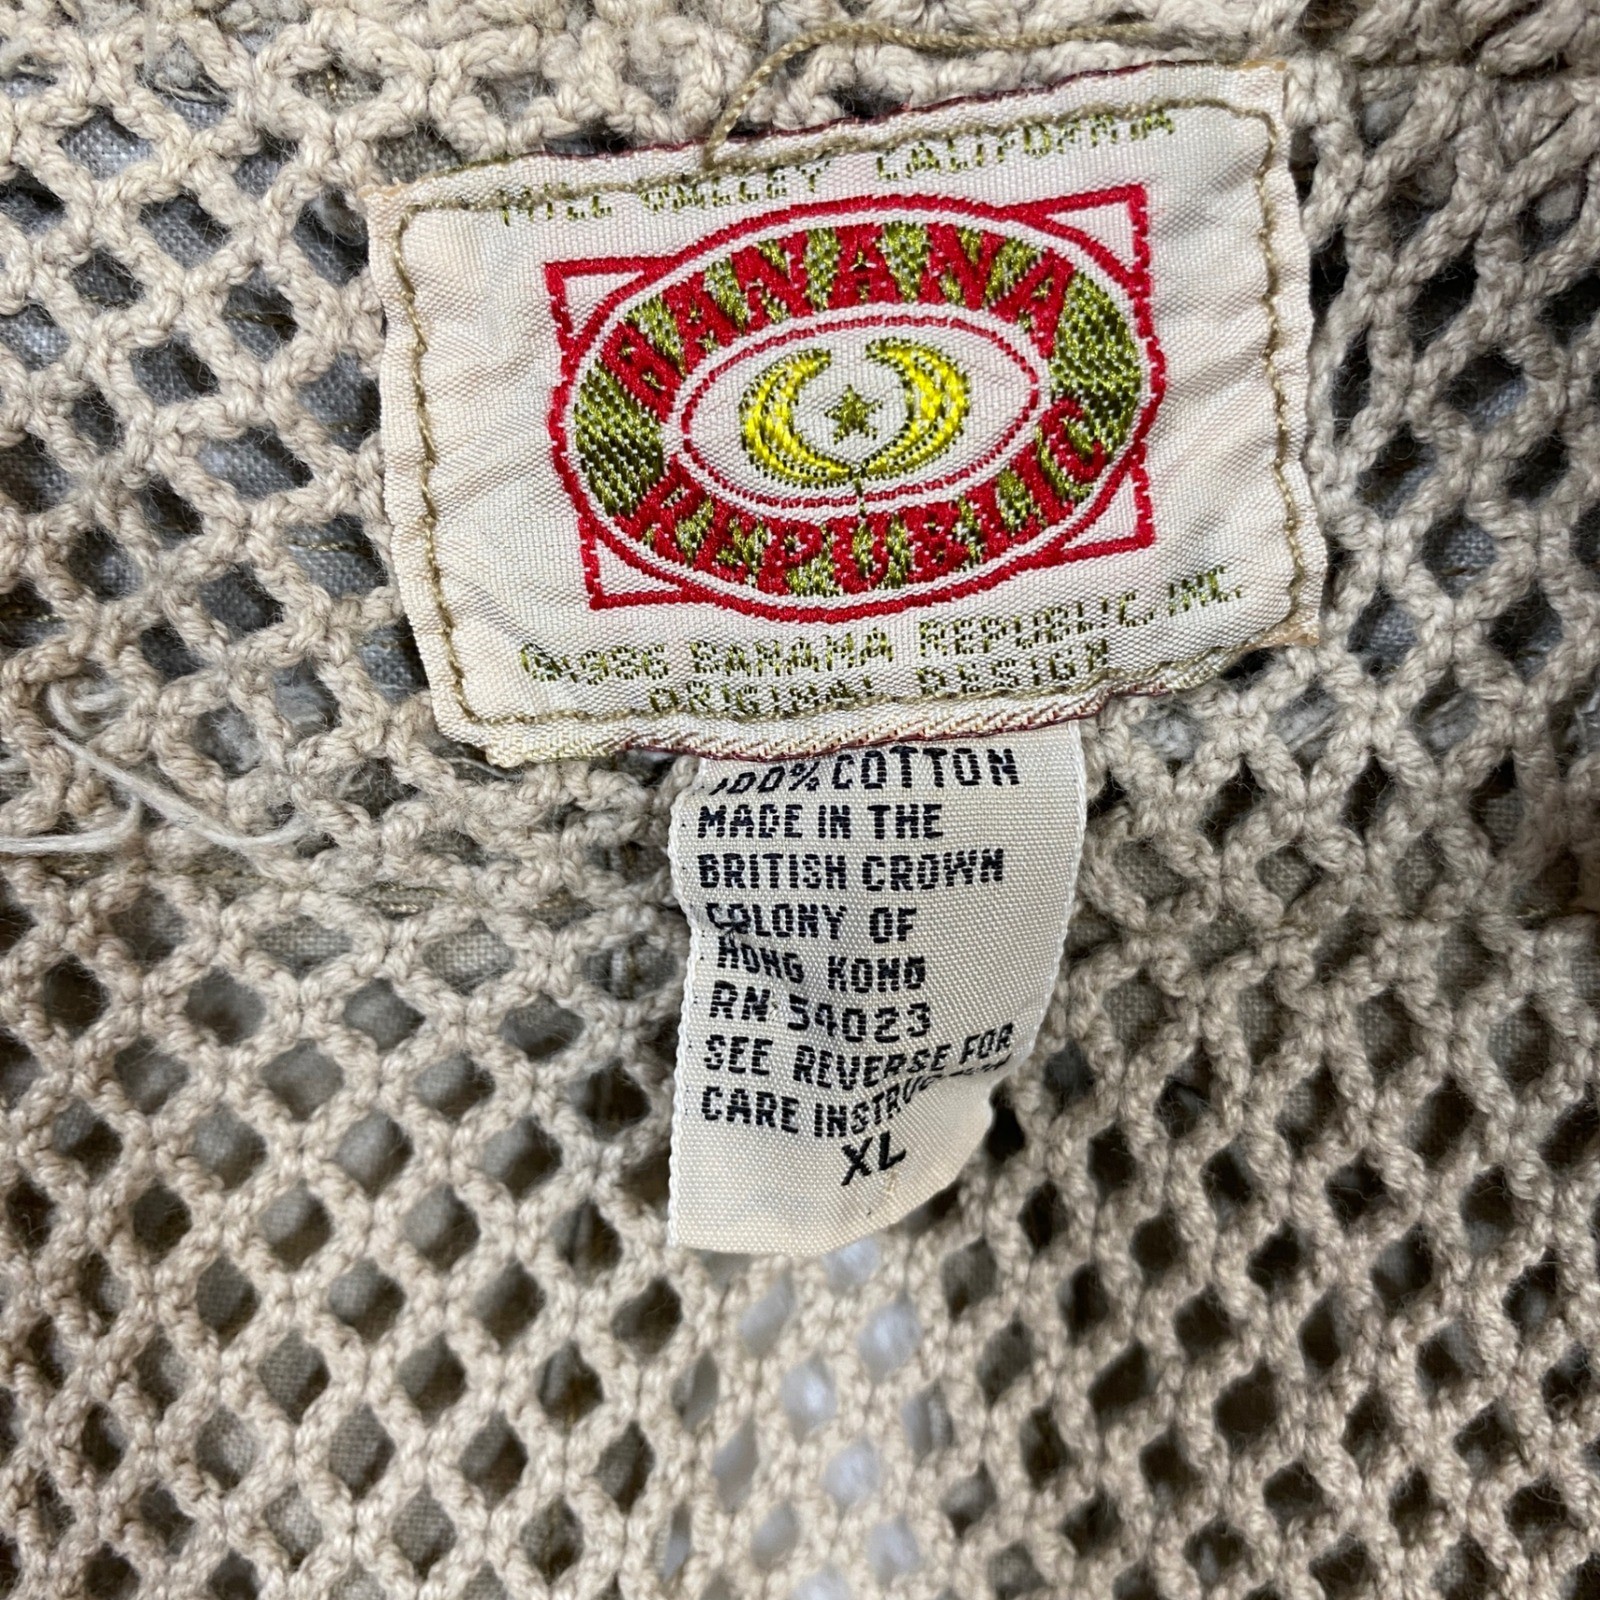 MILL VALLEY CALIFORNIA
BANANA
REPUBLIC
©1986 BANANA REPUBLIC, INC.
ORIGINAL DESIGN
100% COTTON
MADE IN THE
BRITISH CROWN
COLONY OF
HONG KONG
RN 54023
SEE REVERSE FOR
CARE INSTRUCTIONS
XL